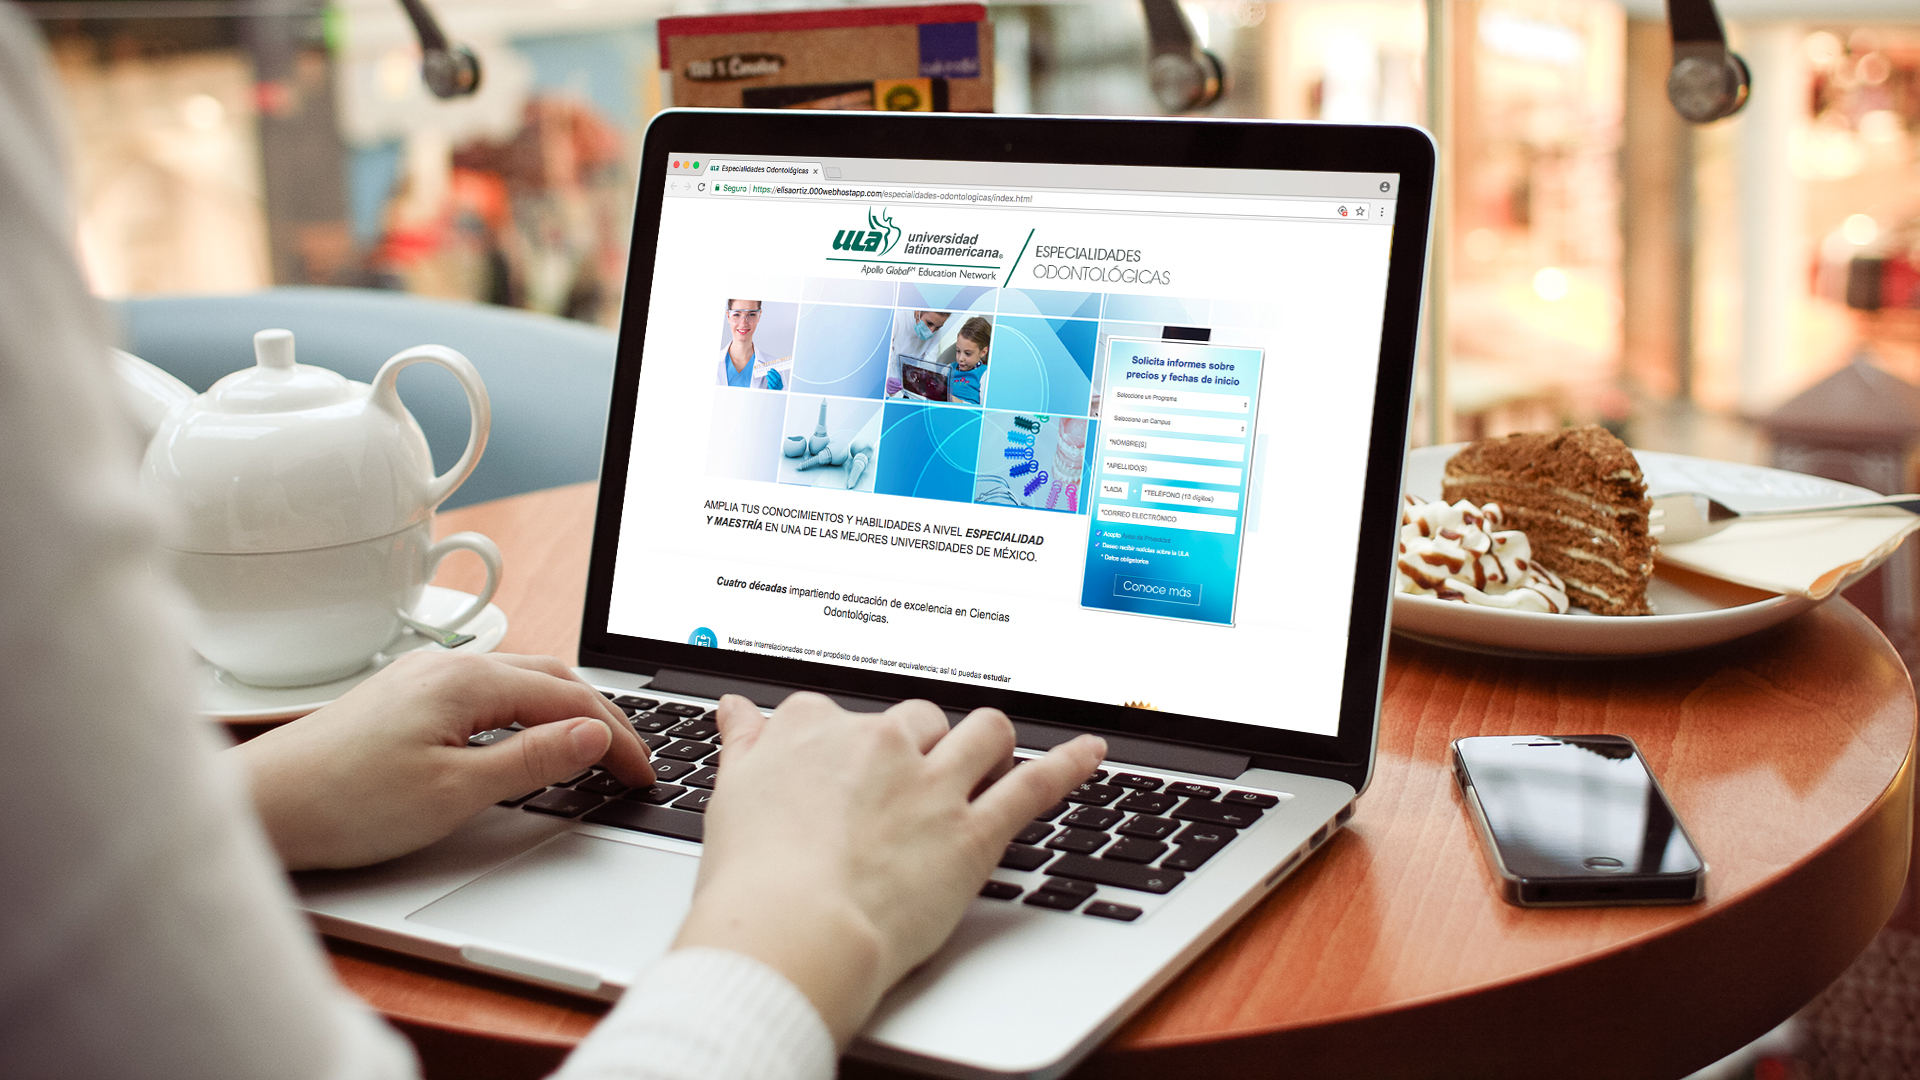 ULA Especialidades Odontológicas ×
Seguro | https://elisaortiz.000webhostapp.com/especialidades-odontologicas/index.html
ULA universidad
latinoamericana®
Apollo Global℠ Education Network
ESPECIALIDADES
ODONTOLÓGICAS
Solicita informes sobre
precios y fechas de inicio
Seleccione un Programa
Seleccione un Campus
*NOMBRE(S)
*APELLIDO(S)
*LADA - *TELÉFONO (13 dígitos)
*CORREO ELECTRÓNICO
Acepto Aviso de Privacidad
Deseo recibir noticias sobre la ULA
* Datos obligatorios
Conoce más
AMPLIA TUS CONOCIMIENTOS Y HABILIDADES A NIVEL ESPECIALIDAD
Y MAESTRÍA EN UNA DE LAS MEJORES UNIVERSIDADES DE MÉXICO.
Cuatro décadas impartiendo educación de excelencia en Ciencias
Odontológicas.
Materias interrelacionadas con el propósito de poder hacer equivalencia; así tú puedas estudiar